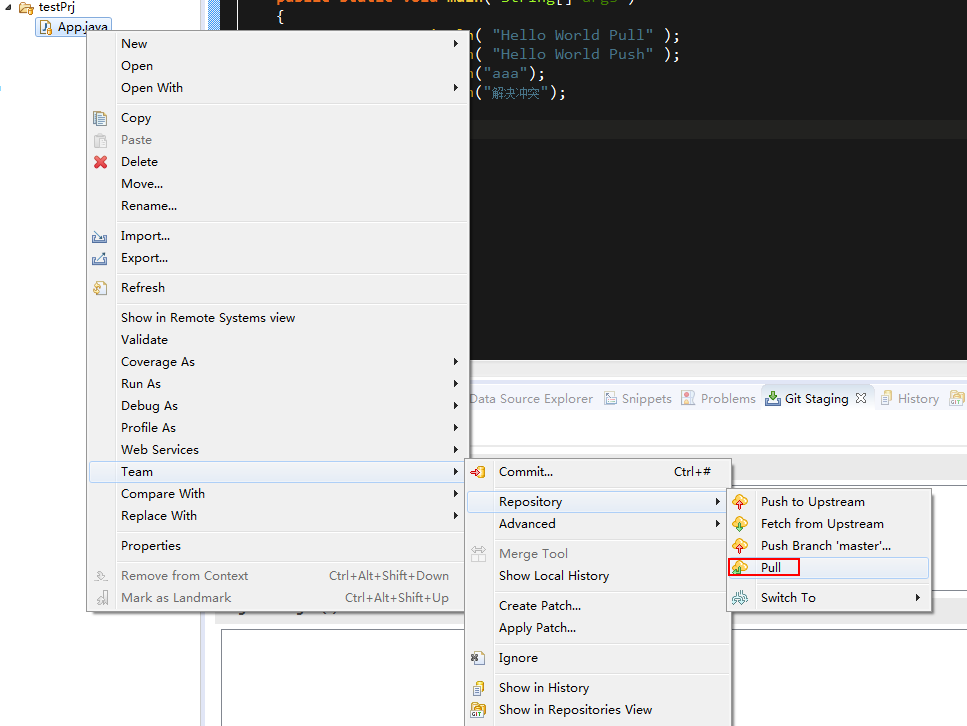 testPrj
App.java
public static void main( String[] args )
{
n( "Hello World Pull" );
n( "Hello World Push" );
n("aaa");
n("解决冲突");
New
Open
Open With
Copy
Paste
Delete
Move...
Rename...
Import...
Export...
Refresh
Show in Remote Systems view
Validate
Coverage As
Run As
Debug As
Profile As
Web Services
Team
Compare With
Replace With
Properties
Remove from Context Ctrl+Alt+Shift+Down
Mark as Landmark Ctrl+Alt+Shift+Up
Data Source Explorer Snippets Problems Git Staging History
Commit... Ctrl+#
Repository
Advanced
Merge Tool
Show Local History
Create Patch...
Apply Patch...
Ignore
Show in History
Show in Repositories View
Push to Upstream
Fetch from Upstream
Push Branch 'master'...
Pull
Switch To